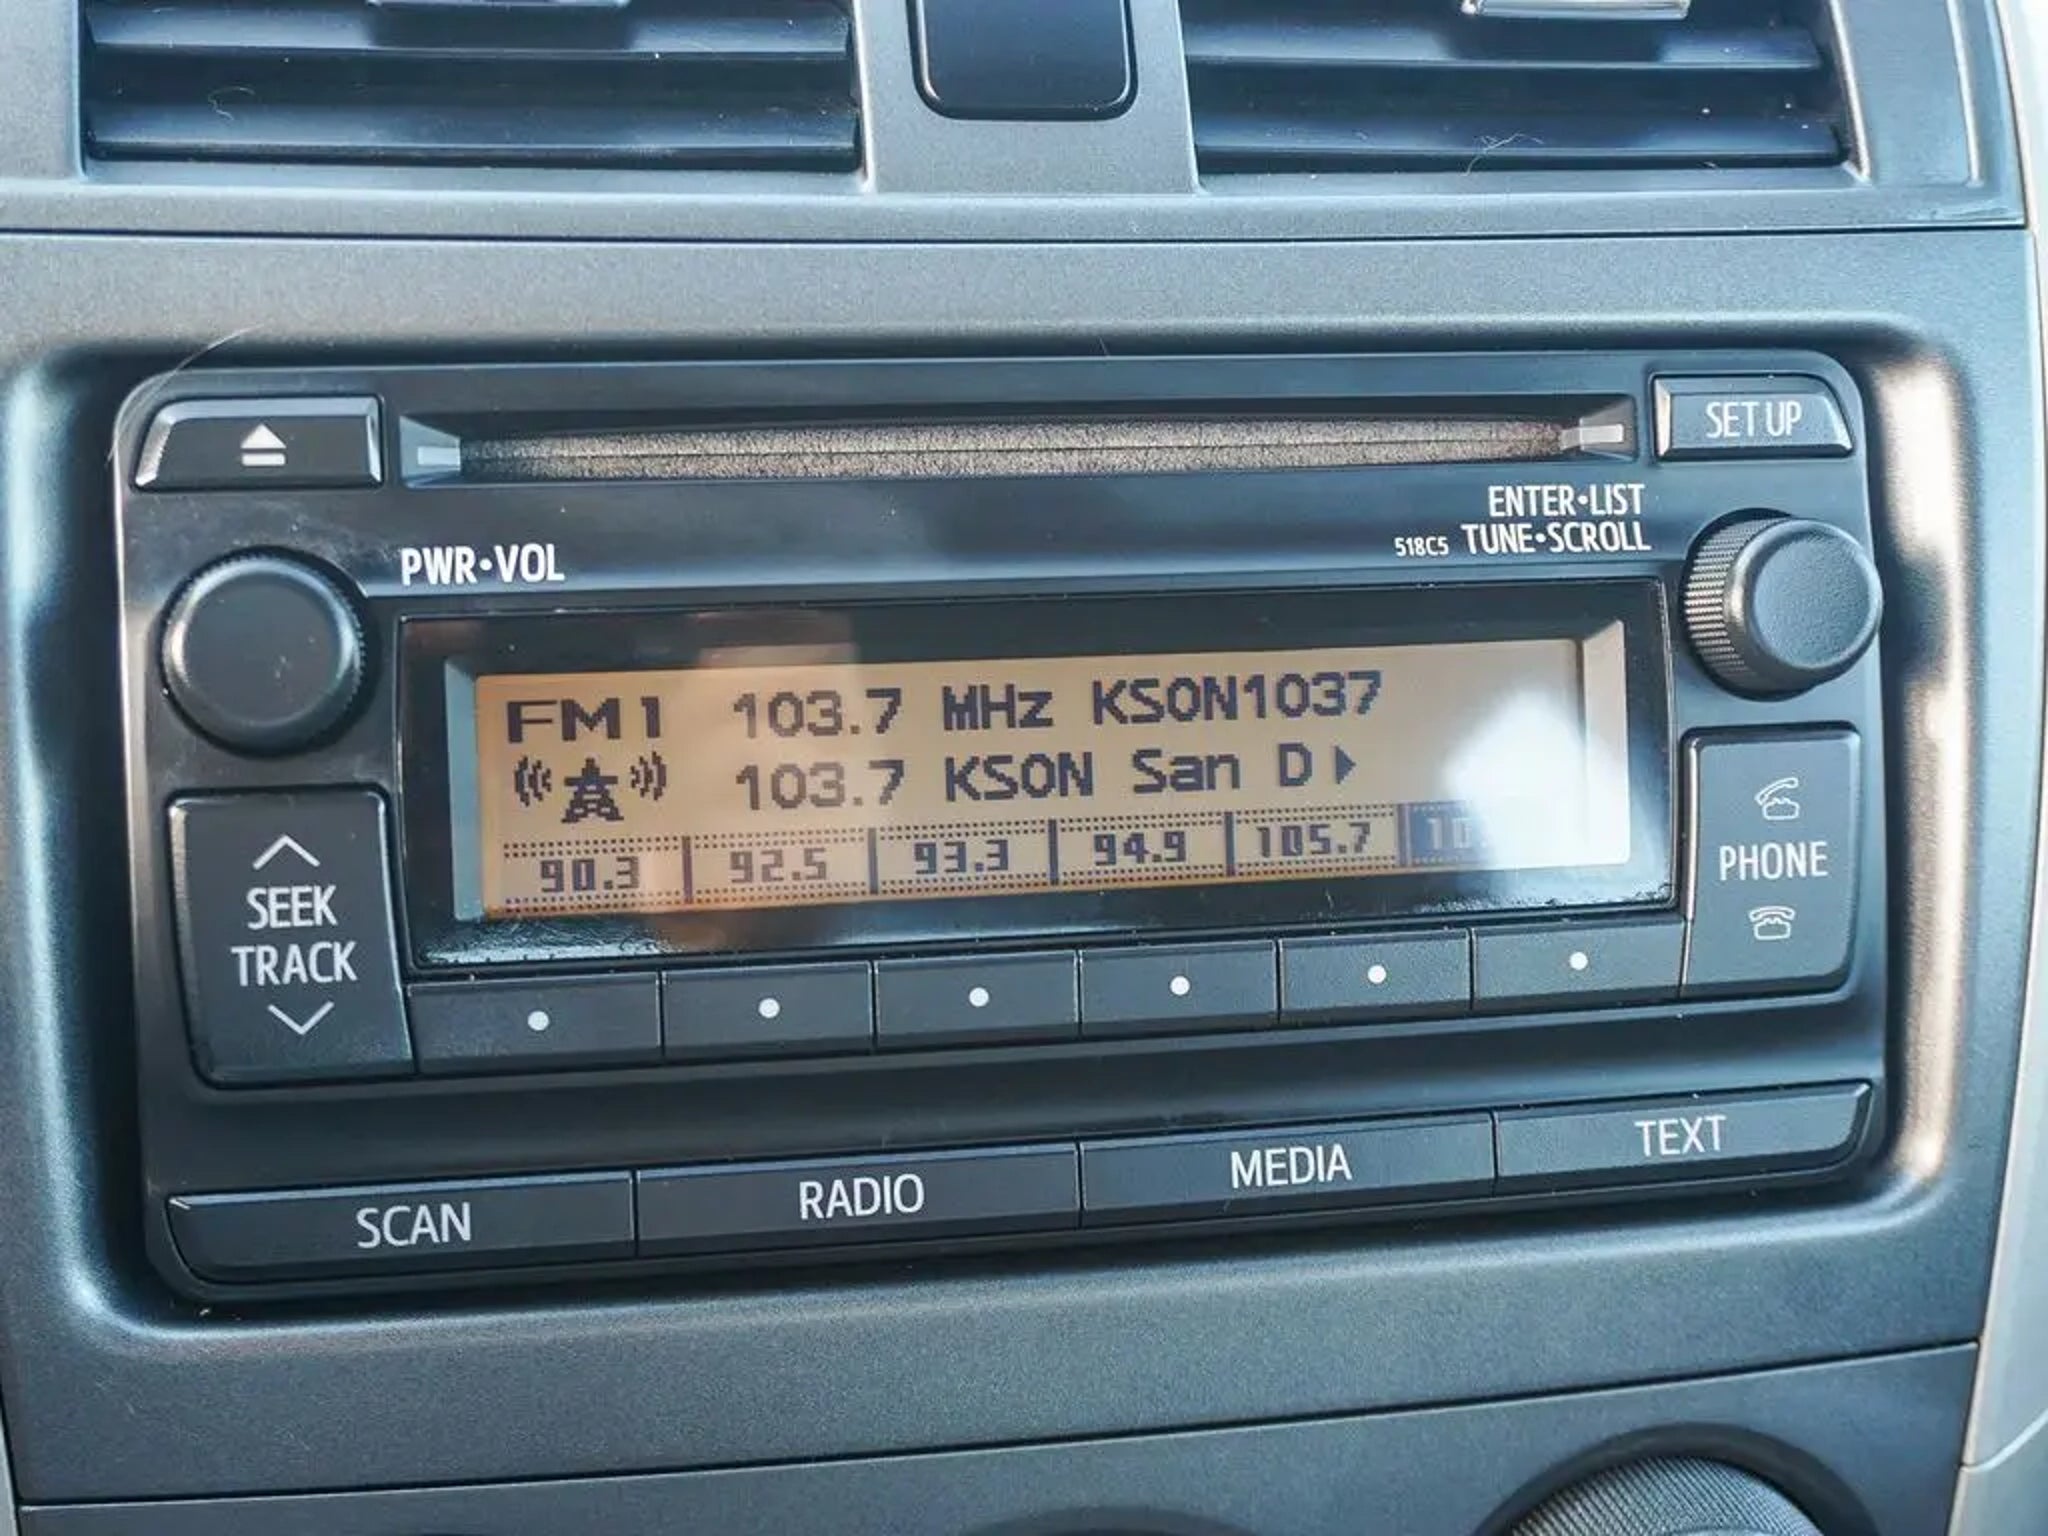 SET UP
ENTER•LIST
518C5 TUNE•SCROLL
PWR•VOL
FM1 103.7 MHz KSON1037
103.7 KSON San D
90.3 92.5 93.3 94.9 105.7
SEEK
TRACK
PHONE
SCAN RADIO MEDIA TEXT